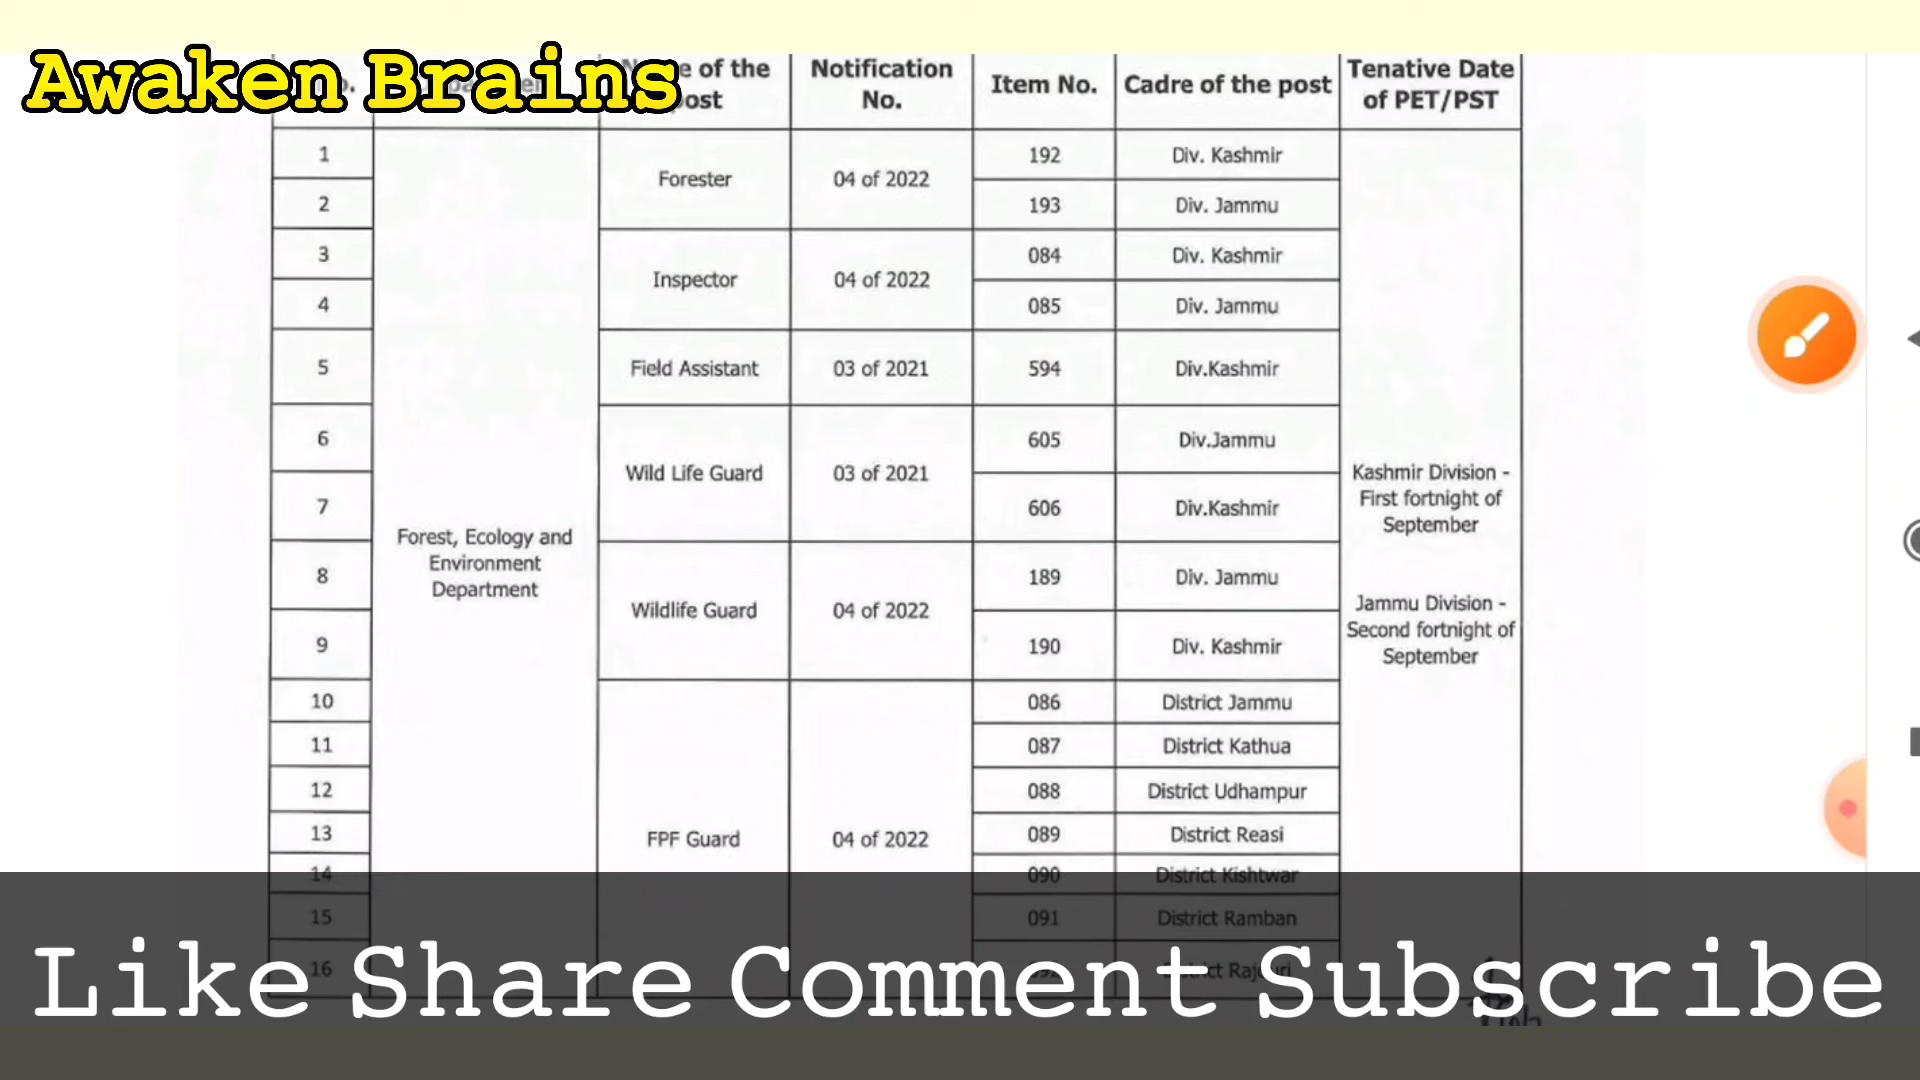 Awaken Brains
of the post
Notification No.
Item No.
Cadre of the post
Tenative Date of PET/PST
1
Forest, Ecology and Environment Department
Forester
04 of 2022
192
Div. Kashmir
Kashmir Division - First fortnight of September
Jammu Division - Second fortnight of September
2
193
Div. Jammu
3
Inspector
04 of 2022
084
Div. Kashmir
4
085
Div. Jammu
5
Field Assistant
03 of 2021
594
Div.Kashmir
6
Wild Life Guard
03 of 2021
605
Div.Jammu
7
606
Div.Kashmir
8
Wildlife Guard
04 of 2022
189
Div. Jammu
9
190
Div. Kashmir
10
FPF Guard
04 of 2022
086
District Jammu
11
087
District Kathua
12
088
District Udhampur
13
089
District Reasi
14
090
District Kishtwar
15
091
District Ramban
16
Like Share Comment Subscribe